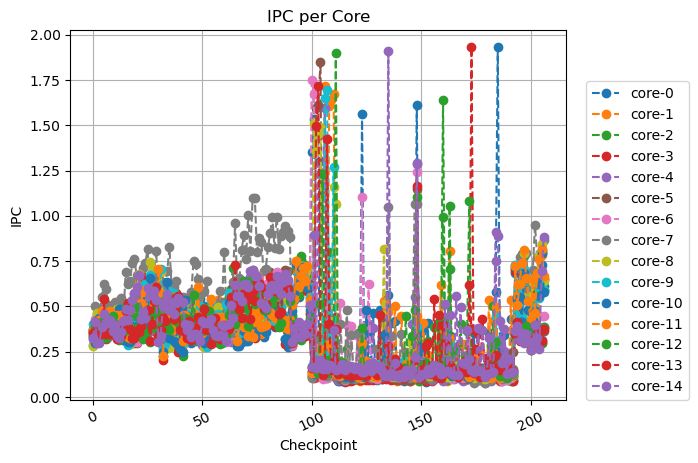 IPC per Core
2.00
1.75
1.50
1.25
1.00
0.75
0.50
0.25
0.00
IPC
0
50
100
150
200
Checkpoint
core-0
core-1
core-2
core-3
core-4
core-5
core-6
core-7
core-8
core-9
core-10
core-11
core-12
core-13
core-14